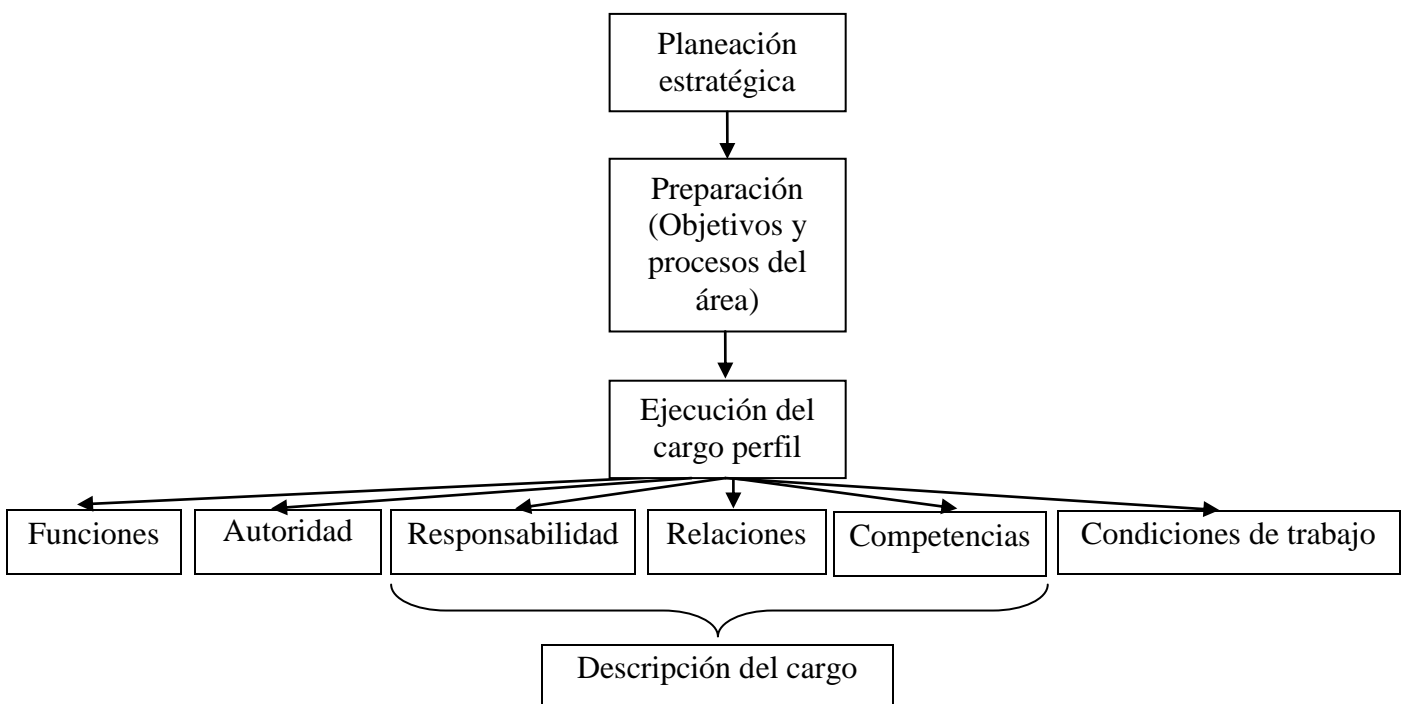 Planeación
estratégica
Preparación
(Objetivos y
procesos del
área)
Ejecución del
cargo perfil
Funciones
Autoridad
Responsabilidad
Relaciones
Competencias
Condiciones de trabajo
Descripción del cargo